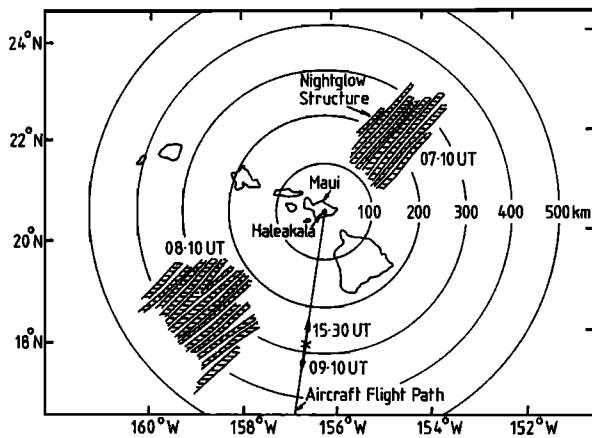 24°N
22°N
20°N
18°N
Nightglow
Structure
07·10 UT
Maui
Haleakala
100 200 300 400 500 km
08·10 UT
15·30 UT
09·10 UT
Aircraft Flight Path
160°W 158°W 156°W 154°W 152°W